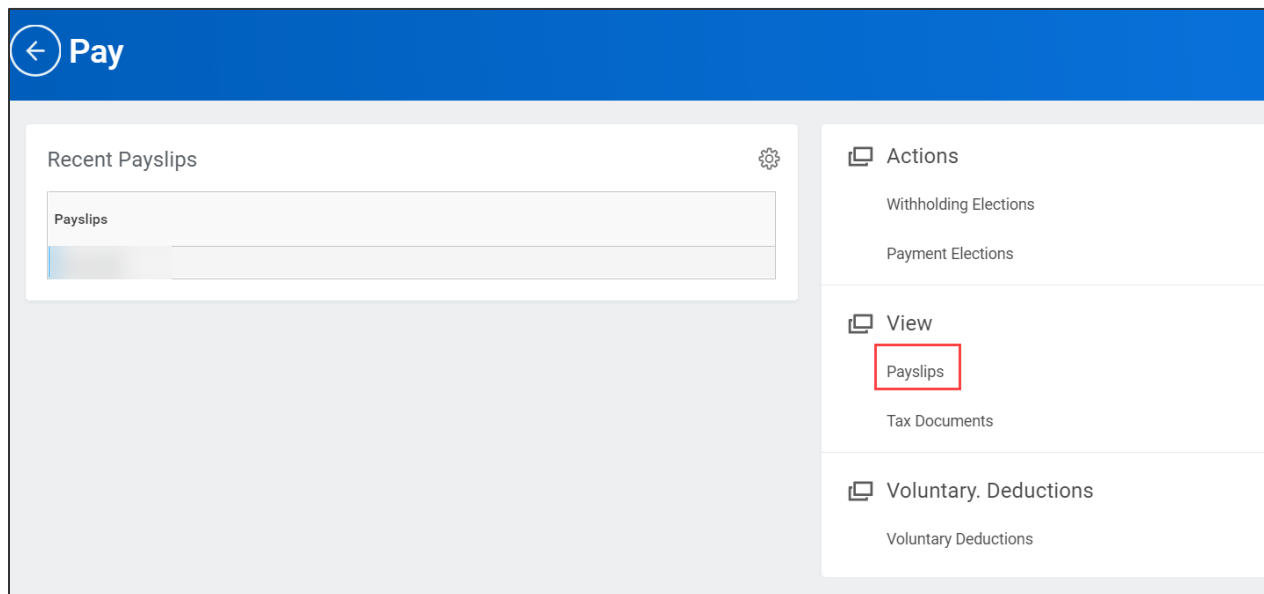 Pay
Recent Payslips
Payslips
Actions
Withholding Elections
Payment Elections
View
Payslips
Tax Documents
Voluntary. Deductions
Voluntary Deductions